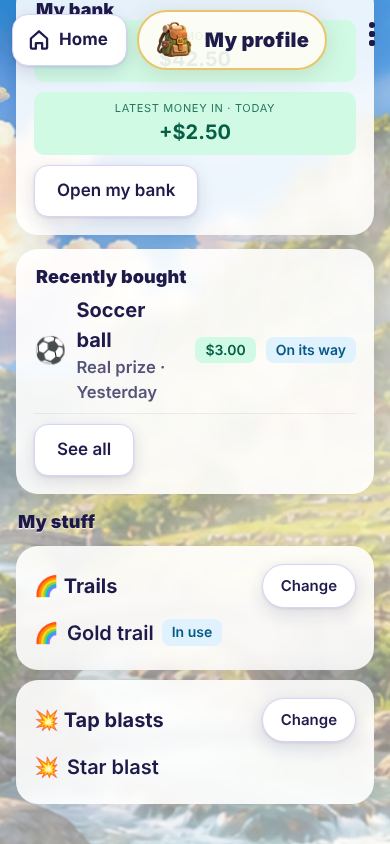 My bank
Home
My profile
$42.50
LATEST MONEY IN · TODAY
+$2.50
Open my bank
Recently bought
Soccer
ball
Real prize ·
Yesterday
$3.00
On its way
See all
My stuff
Trails
Change
Gold trail
In use
Tap blasts
Change
Star blast